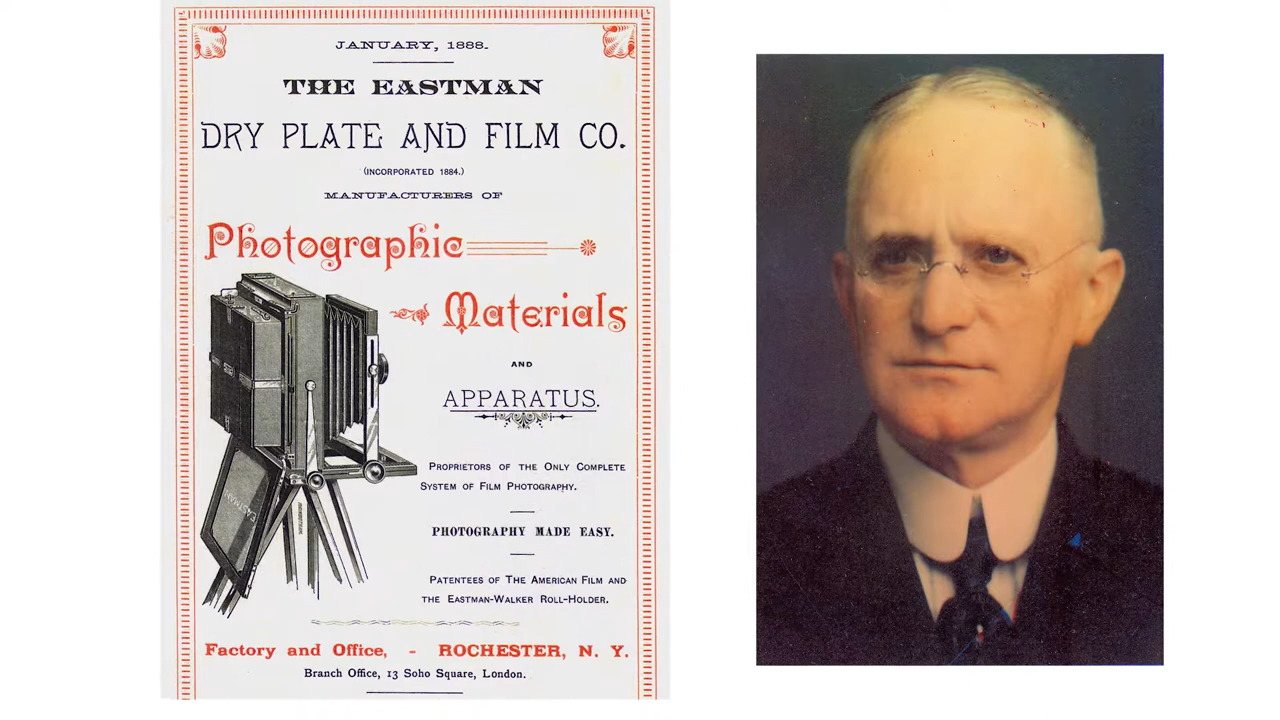 JANUARY, 1888.
THE EASTMAN
DRY PLATE AND FILM CO.
(INCORPORATED 1884.)
MANUFACTURERS OF
Photographic
Materials
AND
APPARATUS.
PROPRIETORS OF THE ONLY COMPLETE
SYSTEM OF FILM PHOTOGRAPHY.
PHOTOGRAPHY MADE EASY.
EASTMAN
PATENTEES OF THE AMERICAN FILM AND
THE EASTMAN-WALKER ROLL-HOLDER.
Factory and Office, - ROCHESTER, N. Y.
Branch Office, 13 Soho Square, London.